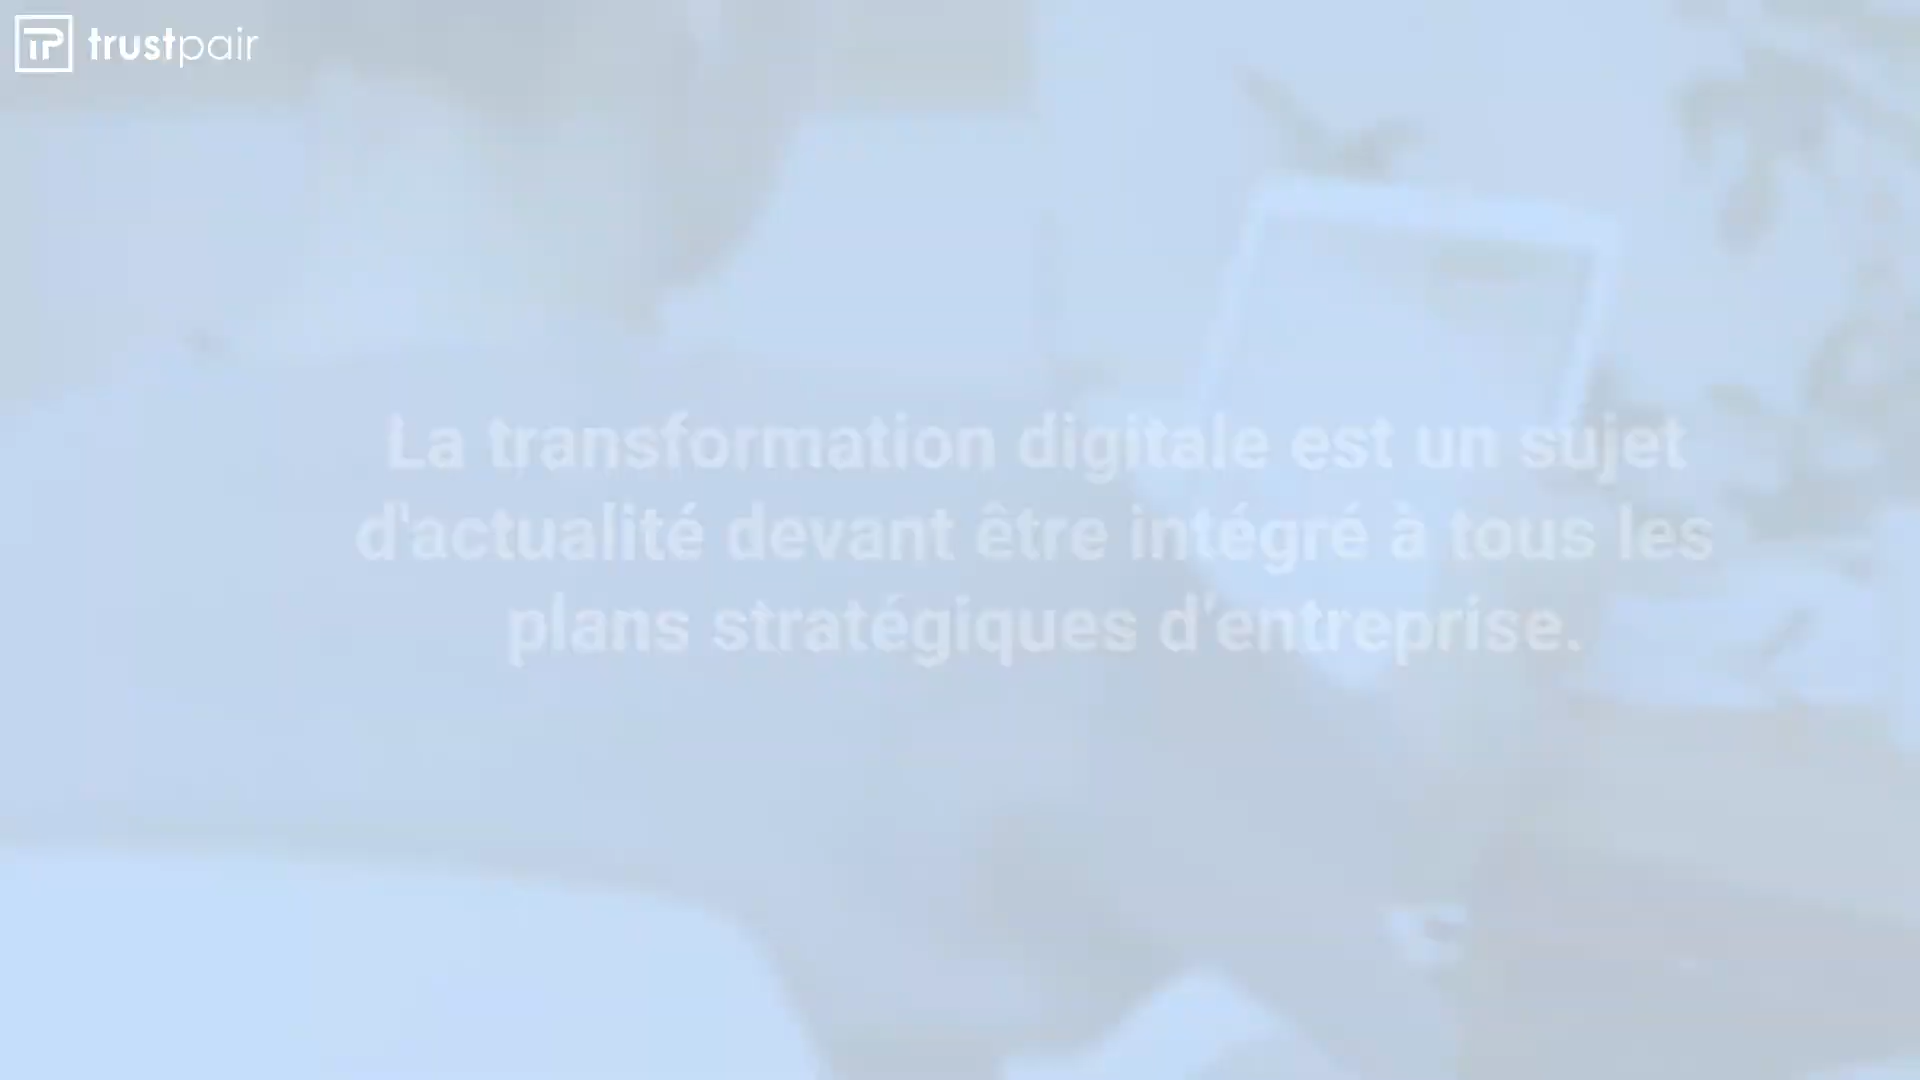 trustpair
La transformation digitale est un sujet
d'actualité devant être intégré à tous les
plans stratégiques d'entreprise.